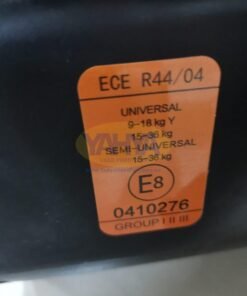 ECE R44/04
UNIVERSAL
9-18 kg Y
15-36 kg
SEMI-UNIVERSAL
15-36 kg
E8
0410276
GROUP I II III